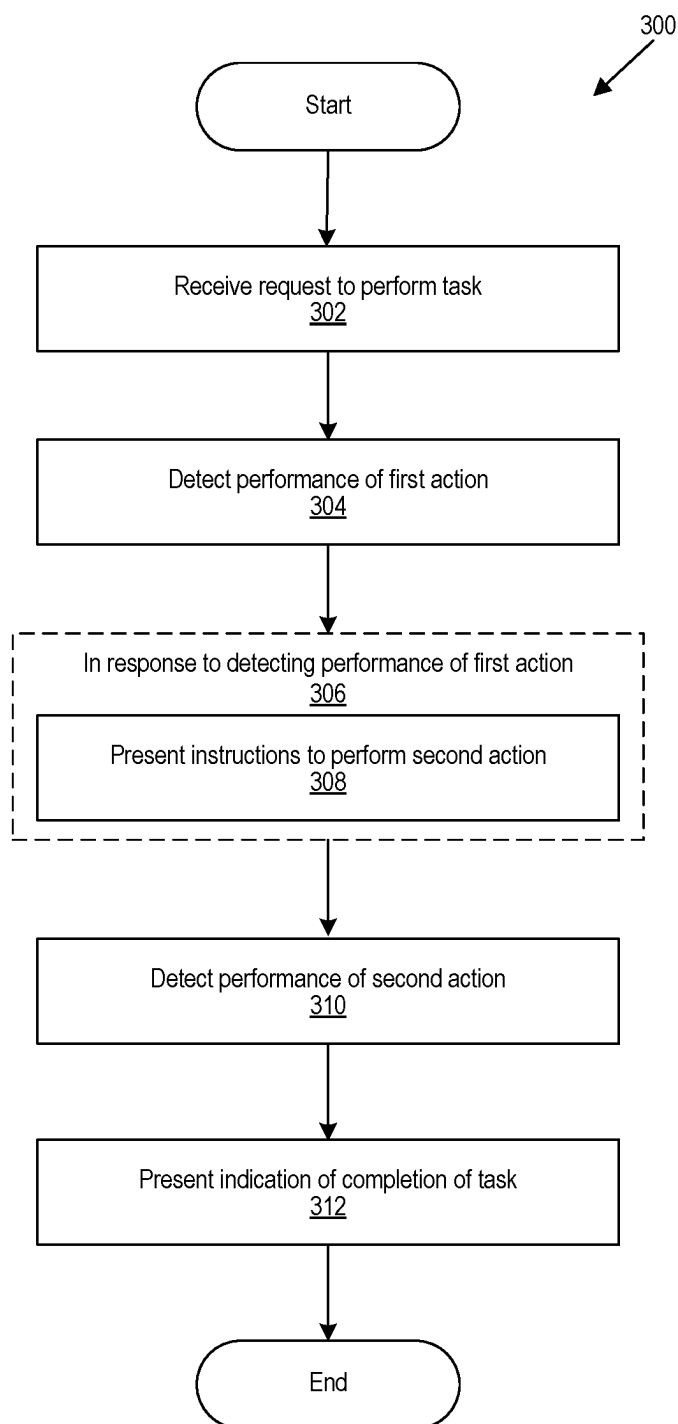 300
Start
Receive request to perform task
302
Detect performance of first action
304
In response to detecting performance of first action
306
Present instructions to perform second action
308
Detect performance of second action
310
Present indication of completion of task
312
End